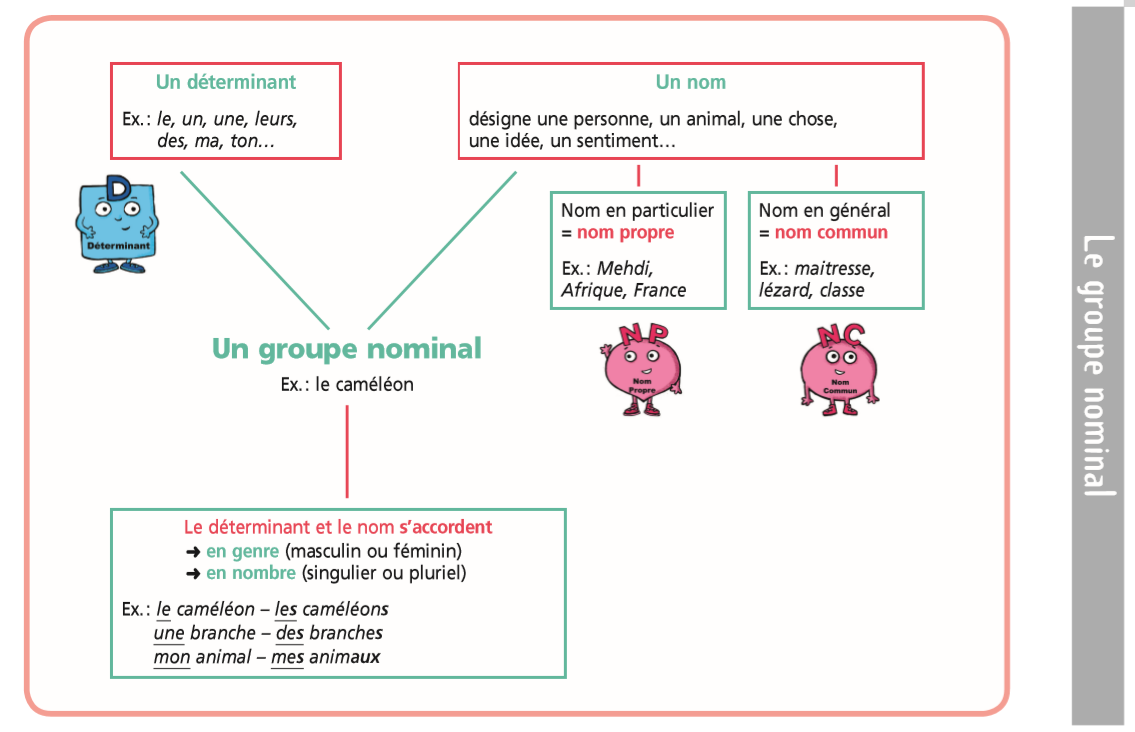 Un déterminant
Ex. : le, un, une, leurs,
des, ma, ton…
D
Déterminant
Un nom
désigne une personne, un animal, une chose,
une idée, un sentiment…
Nom en particulier
= nom propre
Ex. : Mehdi,
Afrique, France
NP
Nom
Propre
Nom en général
= nom commun
Ex. : maitresse,
lézard, classe
NC
Nom
Commun
Un groupe nominal
Ex. : le caméléon
Le déterminant et le nom s’accordent
➜ en genre (masculin ou féminin)
➜ en nombre (singulier ou pluriel)
Ex. : le caméléon – les caméléons
une branche – des branches
mon animal – mes animaux
Le groupe nominal